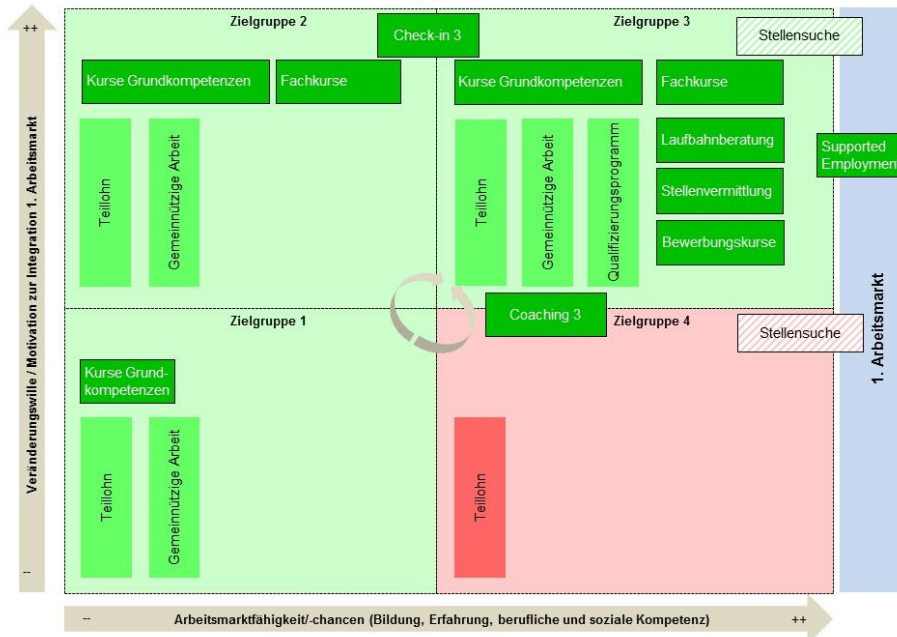 ++
Veränderungswille / Motivation zur Integration 1. Arbeitsmarkt
--
Zielgruppe 2
Check-in 3
Kurse Grundkompetenzen
Fachkurse
Teillohn
Gemeinnützige Arbeit
Zielgruppe 3
Stellensuche
Kurse Grundkompetenzen
Fachkurse
Teillohn
Gemeinnützige Arbeit
Qualifizierungsprogramm
Laufbahnberatung
Stellenvermittlung
Bewerbungskurse
Supported
Employment
Zielgruppe 1
Kurse Grund-
kompetenzen
Teillohn
Gemeinnützige Arbeit
Coaching 3
Zielgruppe 4
Stellensuche
Teillohn
1. Arbeitsmarkt
--
Arbeitsmarktfähigkeit/-chancen (Bildung, Erfahrung, berufliche und soziale Kompetenz)
++